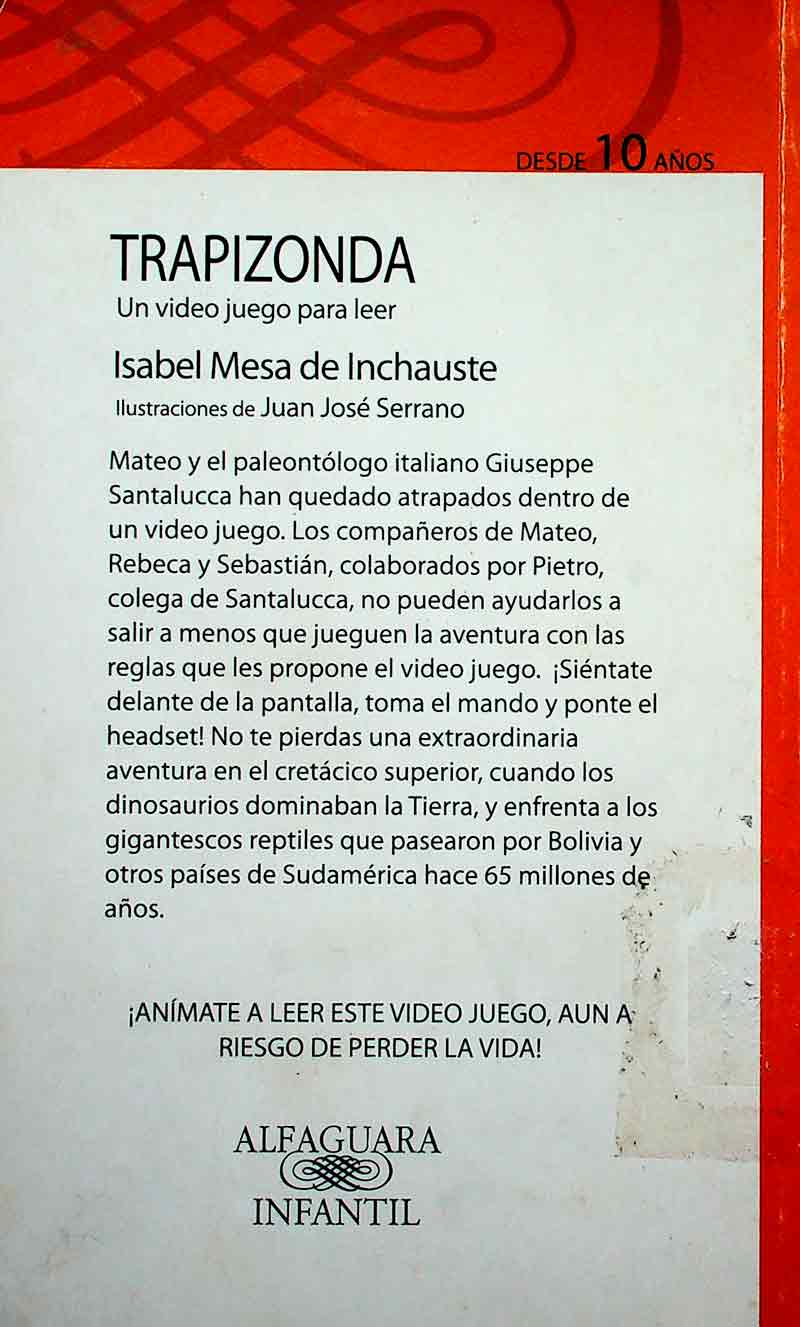 DESDE 10 AÑOS
TRAPIZONDA
Un video juego para leer
Isabel Mesa de Inchauste
Ilustraciones de Juan José Serrano
Mateo y el paleontólogo italiano Giuseppe
Santalucca han quedado atrapados dentro de
un video juego. Los compañeros de Mateo,
Rebeca y Sebastián, colaborados por Pietro,
colega de Santalucca, no pueden ayudarlos a
salir a menos que jueguen la aventura con las
reglas que les propone el video juego. ¡Siéntate
delante de la pantalla, toma el mando y ponte el
headset! No te pierdas una extraordinaria
aventura en el cretácico superior, cuando los
dinosaurios dominaban la Tierra, y enfrenta a los
gigantescos reptiles que pasearon por Bolivia y
otros países de Sudamérica hace 65 millones de
años.
¡ANÍMATE A LEER ESTE VIDEO JUEGO, AUN A
RIESGO DE PERDER LA VIDA!
ALFAGUARA
INFANTIL